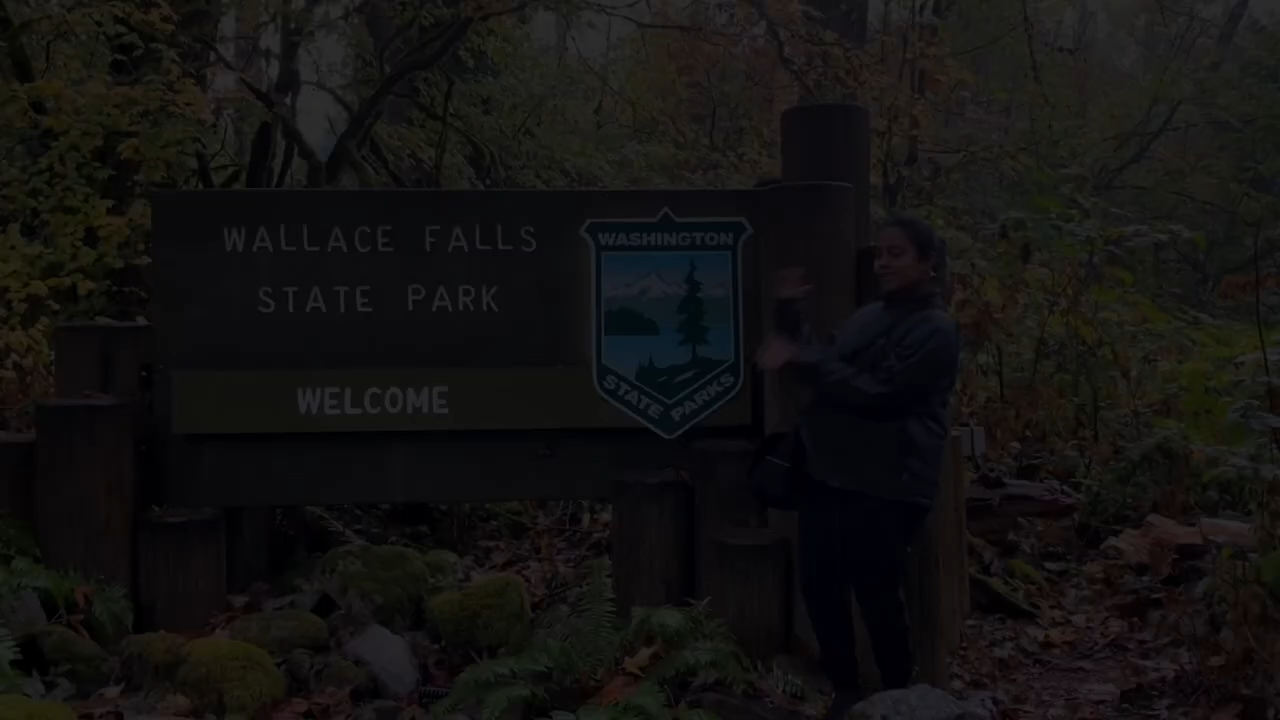 WALLACE FALLS
STATE PARK
WELCOME
WASHINGTON
STATE PARKS